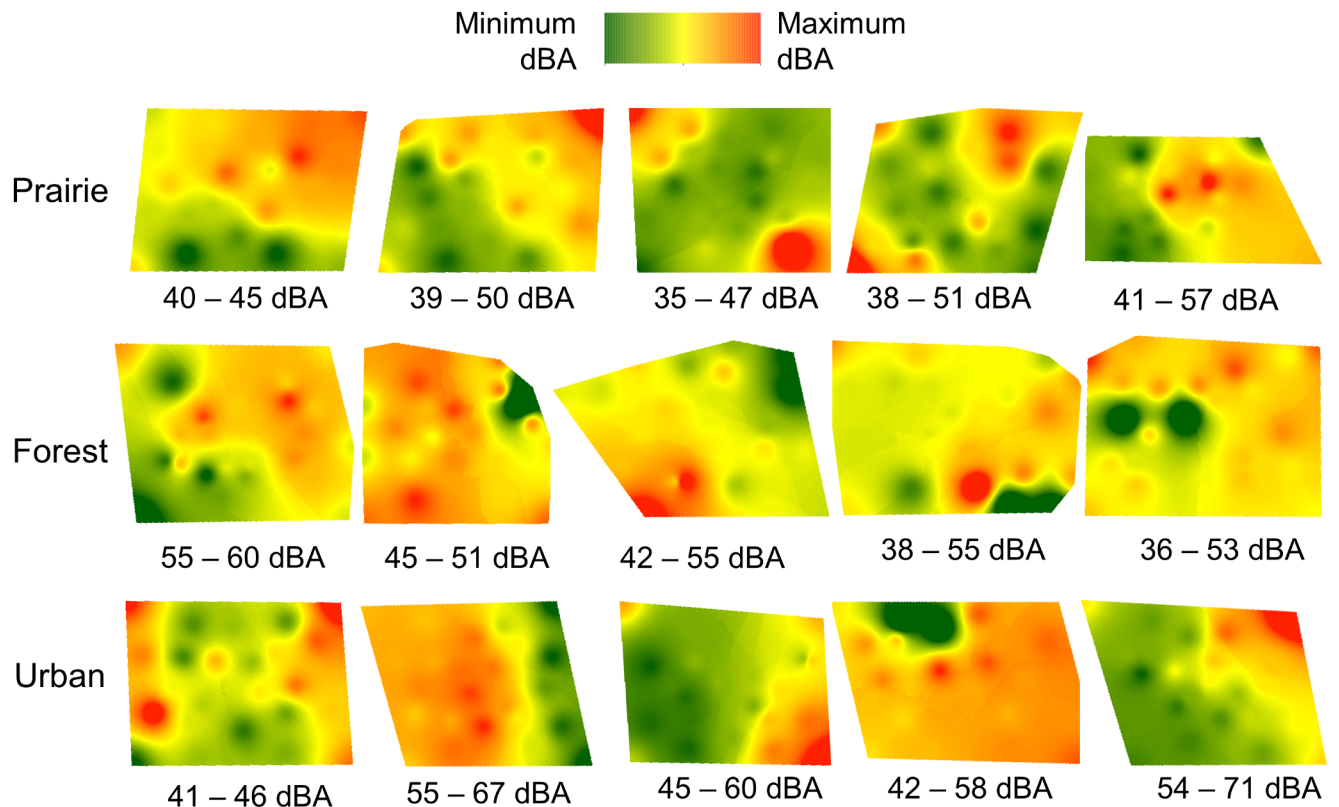 Minimum
dBA
Maximum
dBA
Prairie
40 – 45 dBA
39 – 50 dBA
35 – 47 dBA
38 – 51 dBA
41 – 57 dBA
Forest
55 – 60 dBA
45 – 51 dBA
42 – 55 dBA
38 – 55 dBA
36 – 53 dBA
Urban
41 – 46 dBA
55 – 67 dBA
45 – 60 dBA
42 – 58 dBA
54 – 71 dBA